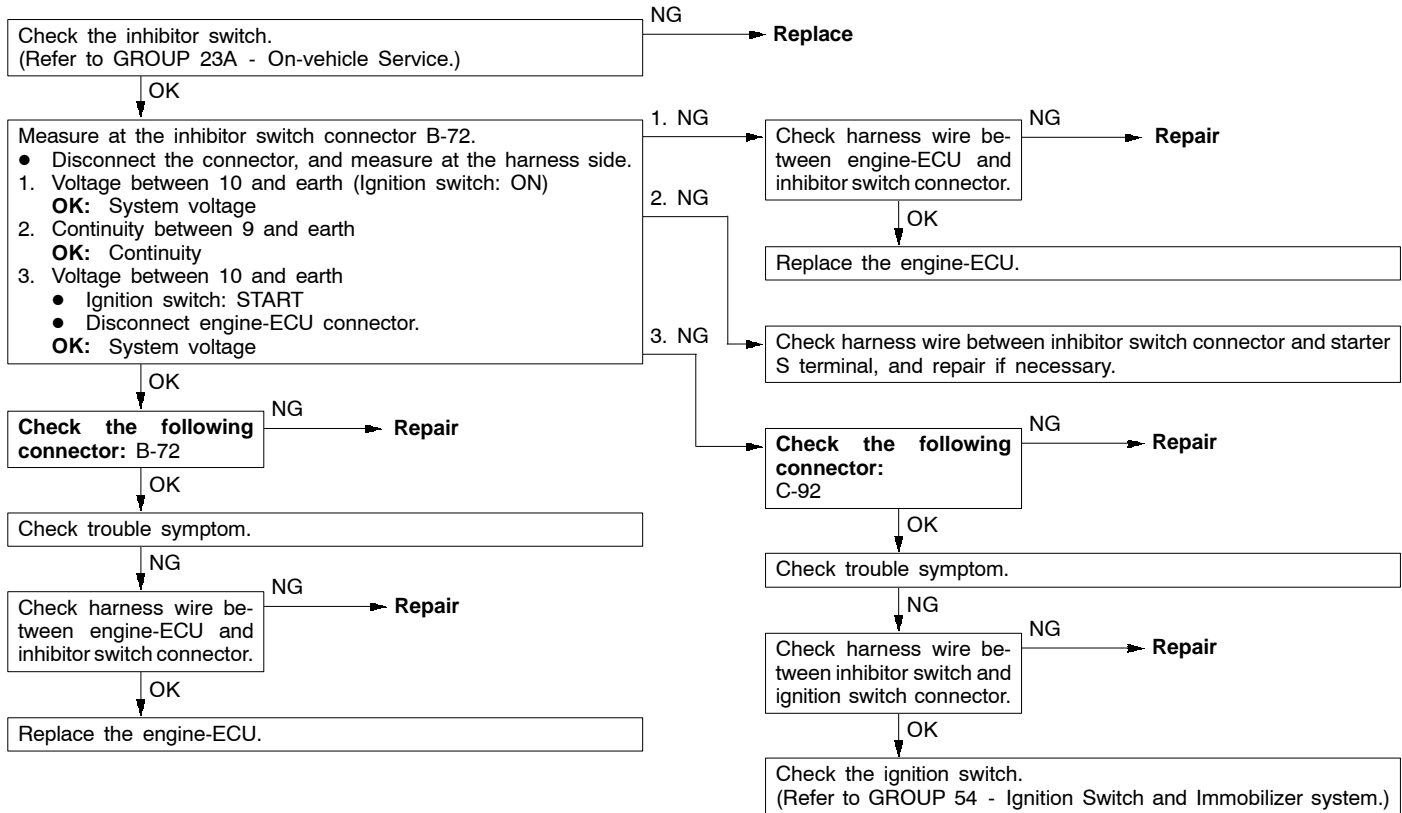 Check the inhibitor switch.
(Refer to GROUP 23A - On-vehicle Service.)
NG
Replace
OK
Measure at the inhibitor switch connector B-72.
● Disconnect the connector, and measure at the harness side.
1. Voltage between 10 and earth (Ignition switch: ON)
OK: System voltage
2. Continuity between 9 and earth
OK: Continuity
3. Voltage between 10 and earth
● Ignition switch: START
● Disconnect engine-ECU connector.
OK: System voltage
1. NG
Check harness wire be-
tween engine-ECU and
inhibitor switch connector.
NG
Repair
OK
Replace the engine-ECU.
2. NG
Check harness wire between inhibitor switch connector and starter
S terminal, and repair if necessary.
3. NG
Check the following
connector:
C-92
NG
Repair
OK
Check trouble symptom.
NG
Check harness wire be-
tween inhibitor switch and
ignition switch connector.
NG
Repair
OK
Check the ignition switch.
(Refer to GROUP 54 - Ignition Switch and Immobilizer system.)
OK
Check the following
connector: B-72
NG
Repair
OK
Check trouble symptom.
NG
Check harness wire be-
tween engine-ECU and
inhibitor switch connector.
NG
Repair
OK
Replace the engine-ECU.